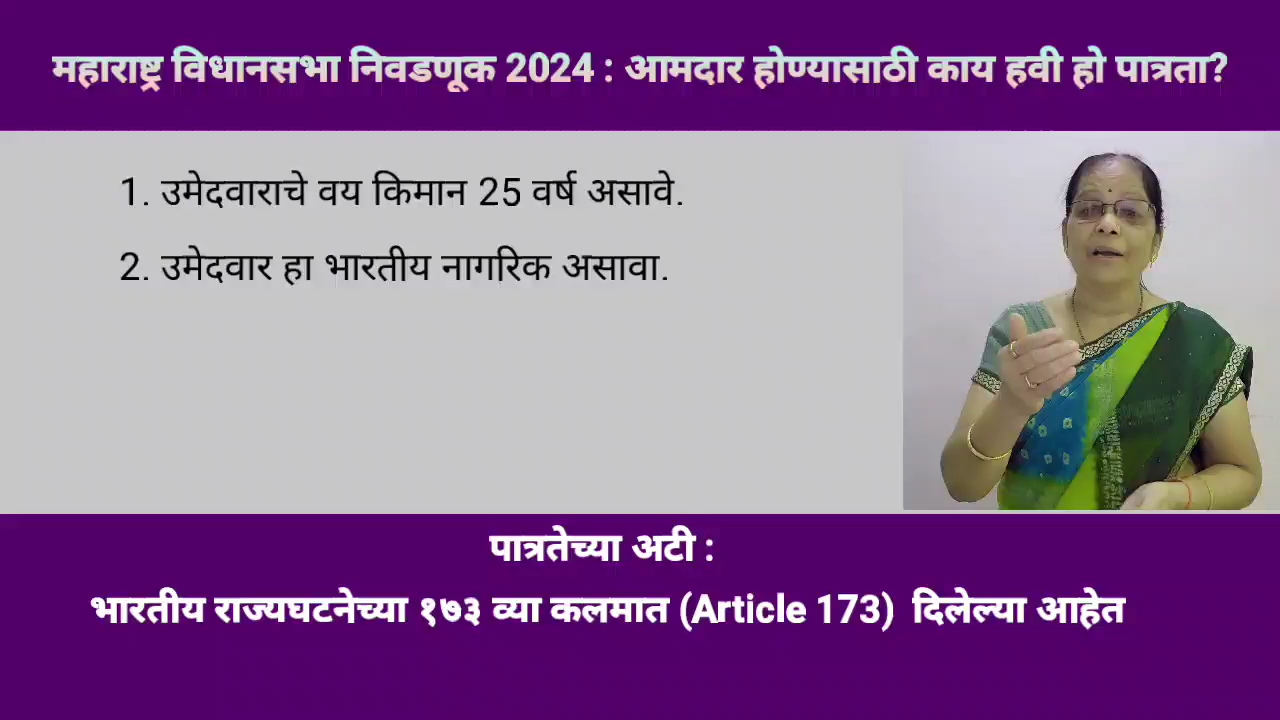 महाराष्ट्र विधानसभा निवडणूक 2024 : आमदार होण्यासाठी काय हवी हो पात्रता?
1. उमेदवाराचे वय किमान 25 वर्ष असावे.
2. उमेदवार हा भारतीय नागरिक असावा.
पात्रतेच्या अटी :
भारतीय राज्यघटनेच्या १७३ व्या कलमात (Article 173) दिलेल्या आहेत